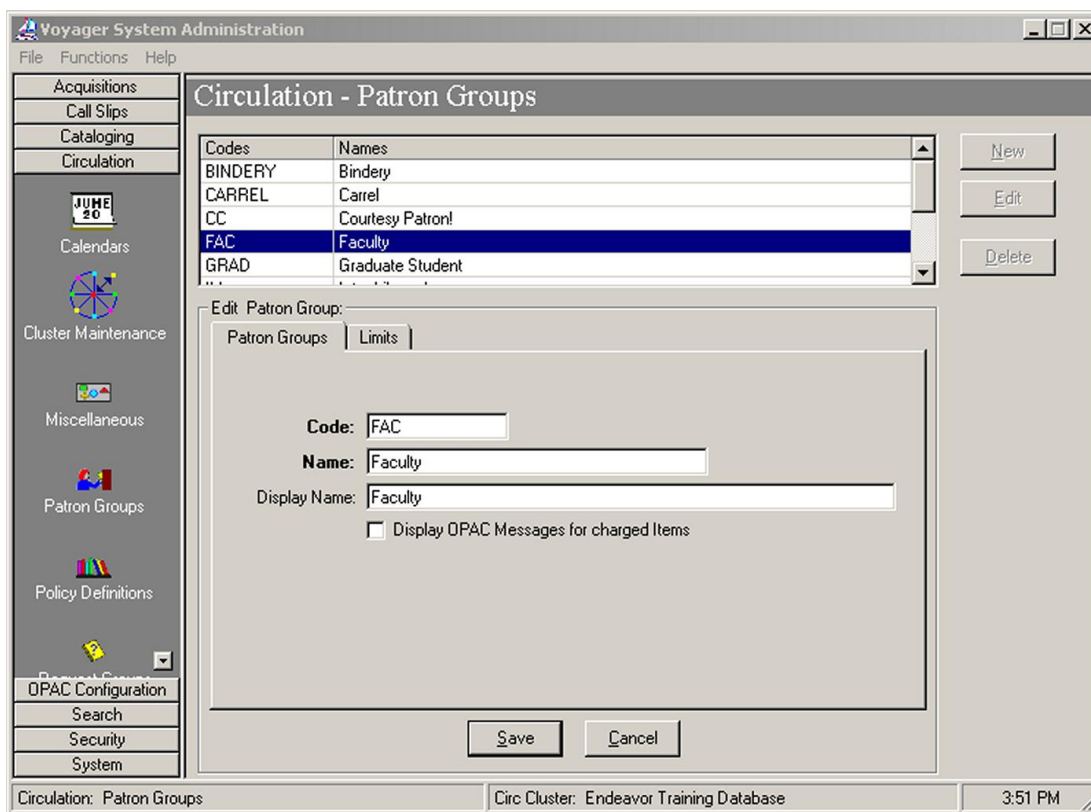 Voyager System Administration
File Functions Help
Acquisitions
Call Slips
Cataloging
Circulation
JUNE
20
Calendars
Cluster Maintenance
Miscellaneous
Patron Groups
Policy Definitions
OPAC Configuration
Search
Security
System
Circulation - Patron Groups
Codes Names
BINDERY Bindery
CARREL Carrel
CC Courtesy Patron!
FAC Faculty
GRAD Graduate Student
New
Edit
Delete
Edit Patron Group:
Patron Groups Limits
Code: FAC
Name: Faculty
Display Name: Faculty
Display OPAC Messages for charged Items
Save Cancel
Circulation: Patron Groups Circ Cluster: Endeavor Training Database 3:51 PM